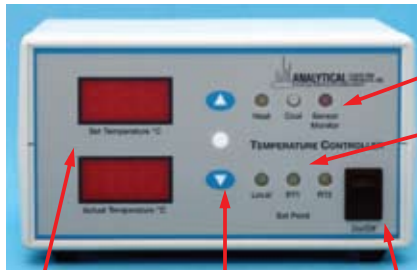 ANALYTICAL
Heat Cool Sensor Monitor
Set Temperature °C
TEMPERATURE CONTROLLER
Local RT1 RT2
Actual Temperature °C
Set Point
On/Off